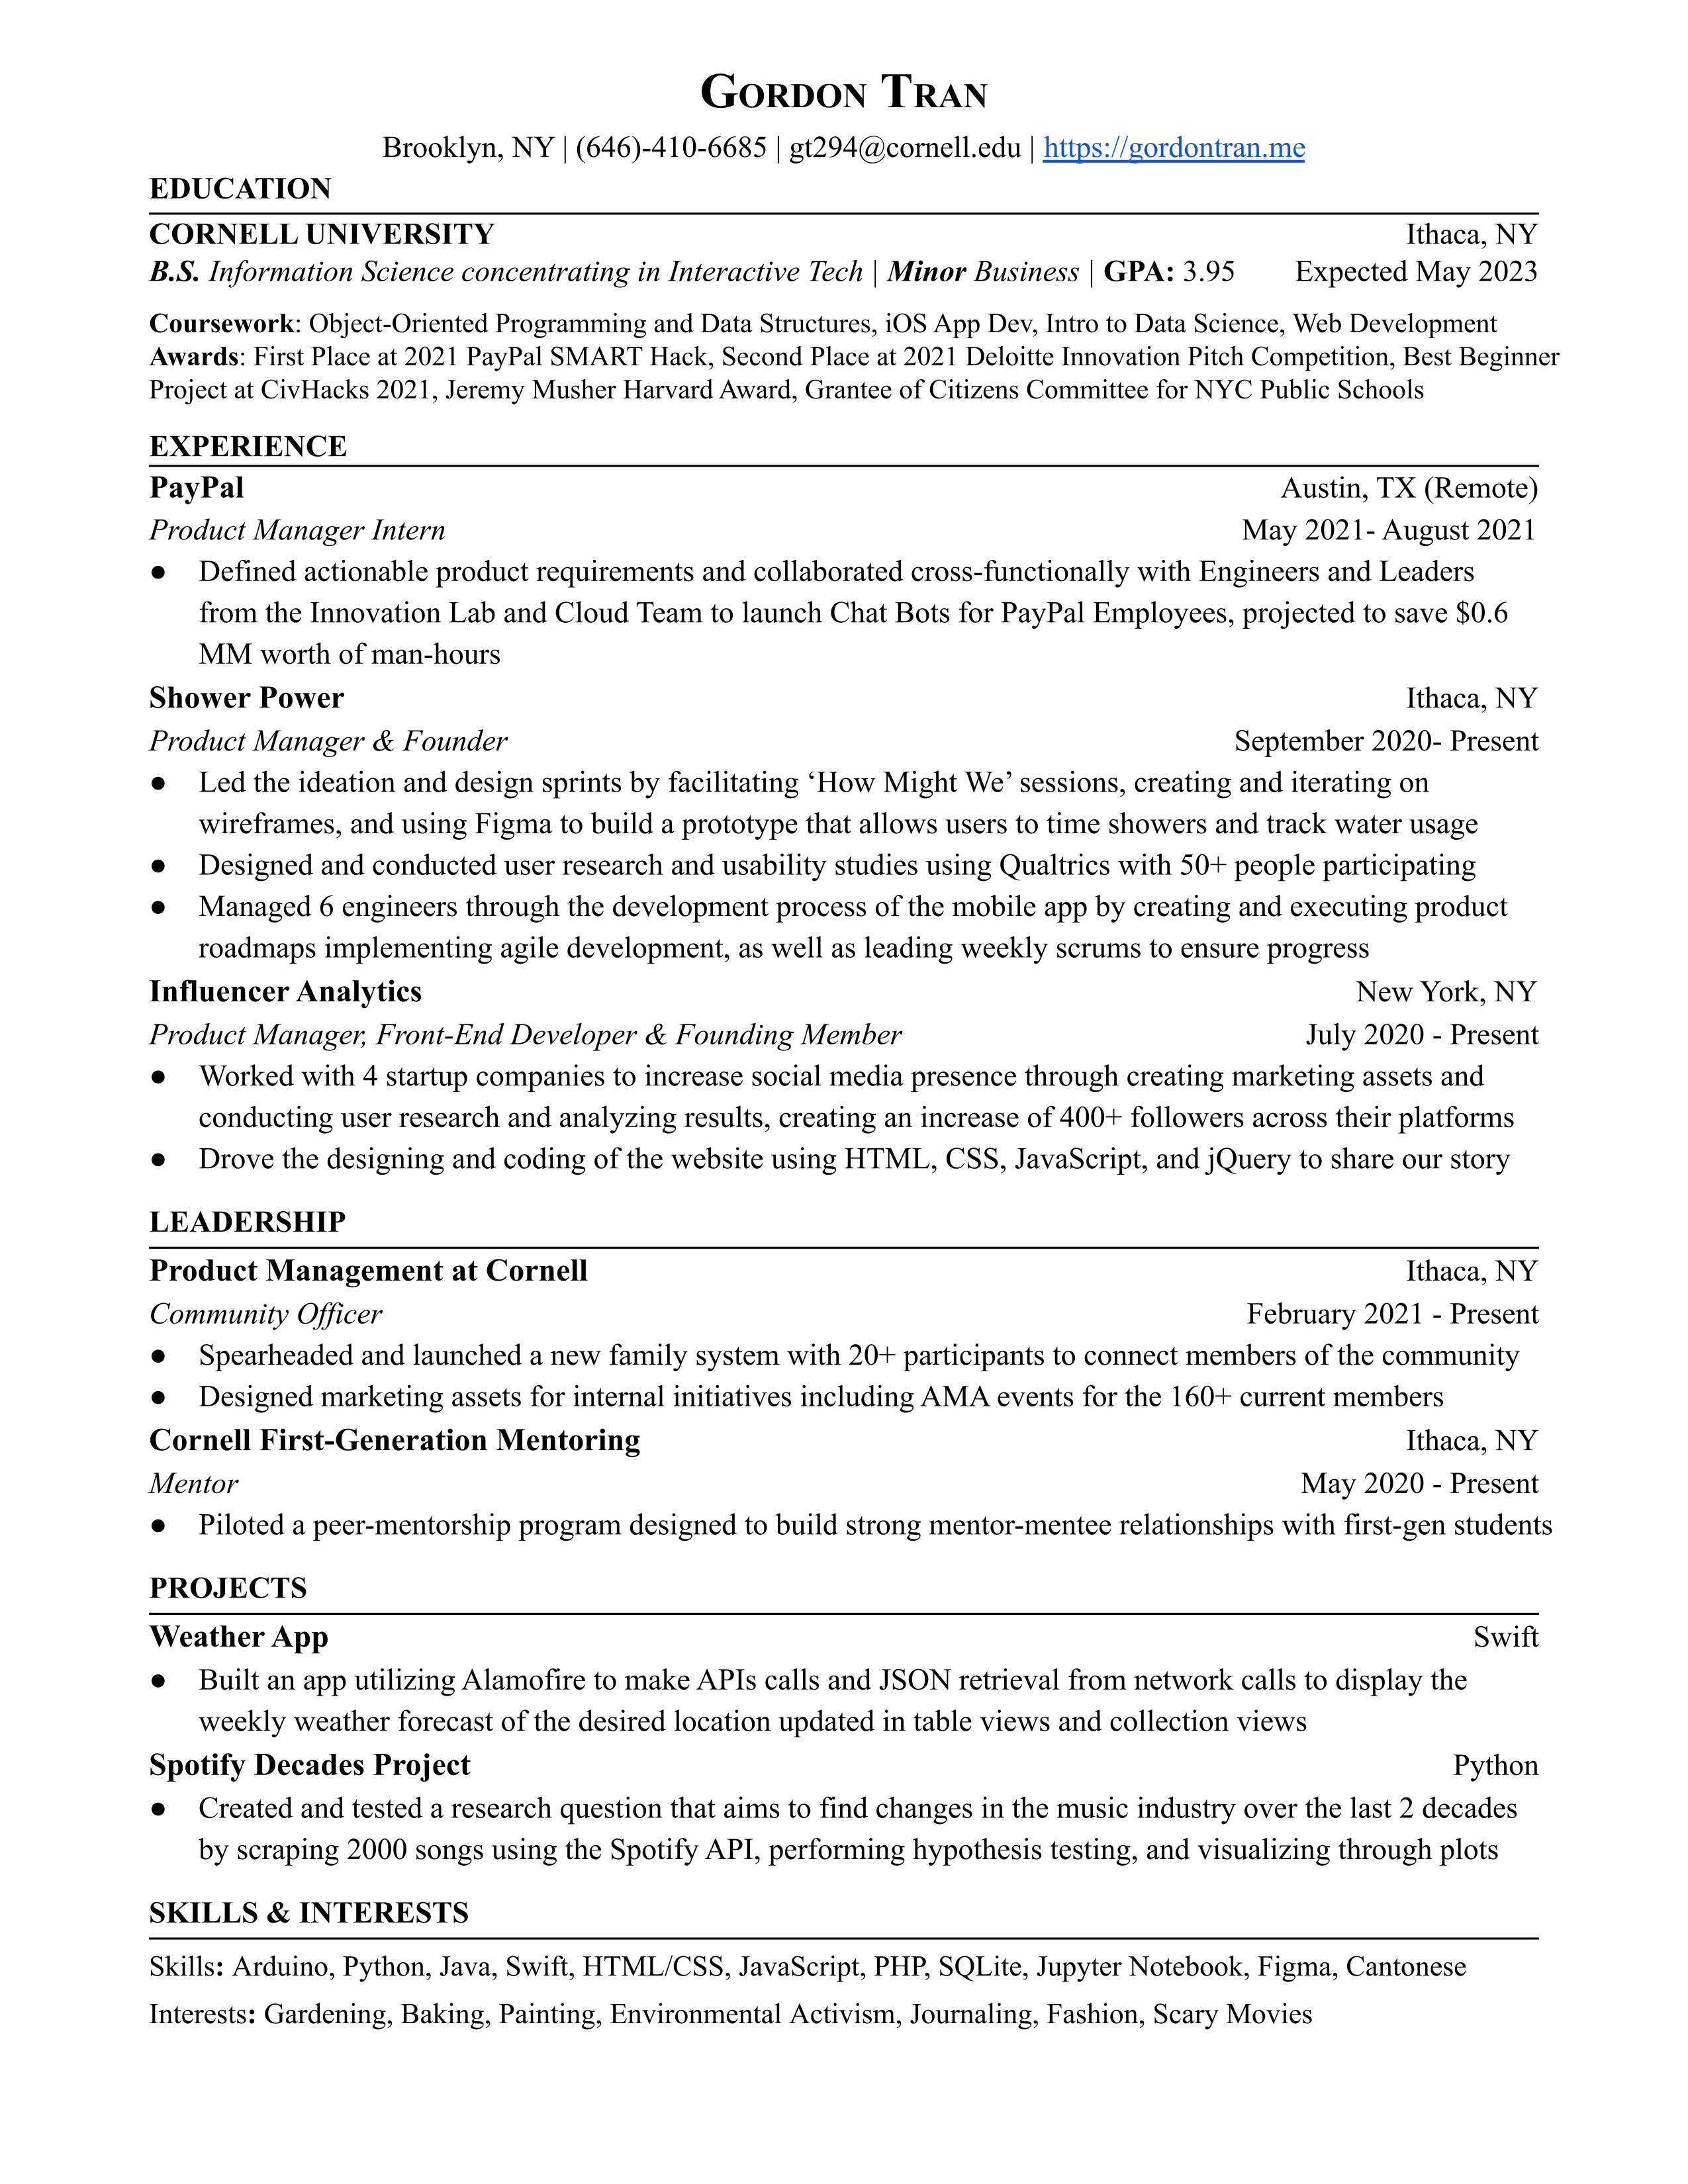 GORDON TRAN
Brooklyn, NY | (646)-410-6685 | gt294@cornell.edu | https://gordontran.me
EDUCATION
CORNELL UNIVERSITY Ithaca, NY
B.S. Information Science concentrating in Interactive Tech | Minor Business | GPA: 3.95 Expected May 2023
Coursework: Object-Oriented Programming and Data Structures, iOS App Dev, Intro to Data Science, Web Development
Awards: First Place at 2021 PayPal SMART Hack, Second Place at 2021 Deloitte Innovation Pitch Competition, Best Beginner
Project at CivHacks 2021, Jeremy Musher Harvard Award, Grantee of Citizens Committee for NYC Public Schools
EXPERIENCE
PayPal Austin, TX (Remote)
Product Manager Intern May 2021- August 2021
● Defined actionable product requirements and collaborated cross-functionally with Engineers and Leaders
from the Innovation Lab and Cloud Team to launch Chat Bots for PayPal Employees, projected to save $0.6
MM worth of man-hours
Shower Power Ithaca, NY
Product Manager & Founder September 2020- Present
● Led the ideation and design sprints by facilitating ‘How Might We’ sessions, creating and iterating on
wireframes, and using Figma to build a prototype that allows users to time showers and track water usage
● Designed and conducted user research and usability studies using Qualtrics with 50+ people participating
● Managed 6 engineers through the development process of the mobile app by creating and executing product
roadmaps implementing agile development, as well as leading weekly scrums to ensure progress
Influencer Analytics New York, NY
Product Manager, Front-End Developer & Founding Member July 2020 - Present
● Worked with 4 startup companies to increase social media presence through creating marketing assets and
conducting user research and analyzing results, creating an increase of 400+ followers across their platforms
● Drove the designing and coding of the website using HTML, CSS, JavaScript, and jQuery to share our story
LEADERSHIP
Product Management at Cornell Ithaca, NY
Community Officer February 2021 - Present
● Spearheaded and launched a new family system with 20+ participants to connect members of the community
● Designed marketing assets for internal initiatives including AMA events for the 160+ current members
Cornell First-Generation Mentoring Ithaca, NY
Mentor May 2020 - Present
● Piloted a peer-mentorship program designed to build strong mentor-mentee relationships with first-gen students
PROJECTS
Weather App Swift
● Built an app utilizing Alamofire to make APIs calls and JSON retrieval from network calls to display the
weekly weather forecast of the desired location updated in table views and collection views
Spotify Decades Project Python
● Created and tested a research question that aims to find changes in the music industry over the last 2 decades
by scraping 2000 songs using the Spotify API, performing hypothesis testing, and visualizing through plots
SKILLS & INTERESTS
Skills: Arduino, Python, Java, Swift, HTML/CSS, JavaScript, PHP, SQLite, Jupyter Notebook, Figma, Cantonese
Interests: Gardening, Baking, Painting, Environmental Activism, Journaling, Fashion, Scary Movies